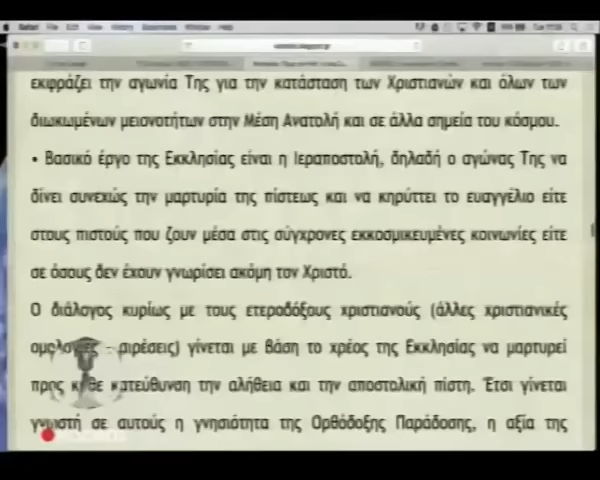 εκφράζει την αγωνία Της για την κατάσταση των Χριστιανών και όλων των
διωκωμένων μειονοτήτων στην Μέση Ανατολή και σε άλλα σημεία του κόσμου.
• Βασικό έργο της Εκκλησίας είναι η Ιεραποστολή, δηλαδή ο αγώνας Της να
δίνει συνεχώς την μαρτυρία της πίστεως και να κηρύττει το ευαγγέλιο είτε
στους πιστούς που ζουν μέσα στις σύγχρονες εκκοσμικευμένες κοινωνίες είτε
σε όσους δεν έχουν γνωρίσει ακόμη τον Χριστό.
Ο διάλογος κυρίως με τους ετεροδόξους χριστιανούς (άλλες χριστιανικές
ομολογίες - αιρέσεις) γίνεται με βάση το χρέος της Εκκλησίας να μαρτυρεί
προς κάθε κατεύθυνση την αλήθεια και την αποστολική πίστη. Έτσι γίνεται
γνωστή σε αυτούς η γνησιότητα της Ορθόδοξης Παράδοσης, η αξία της